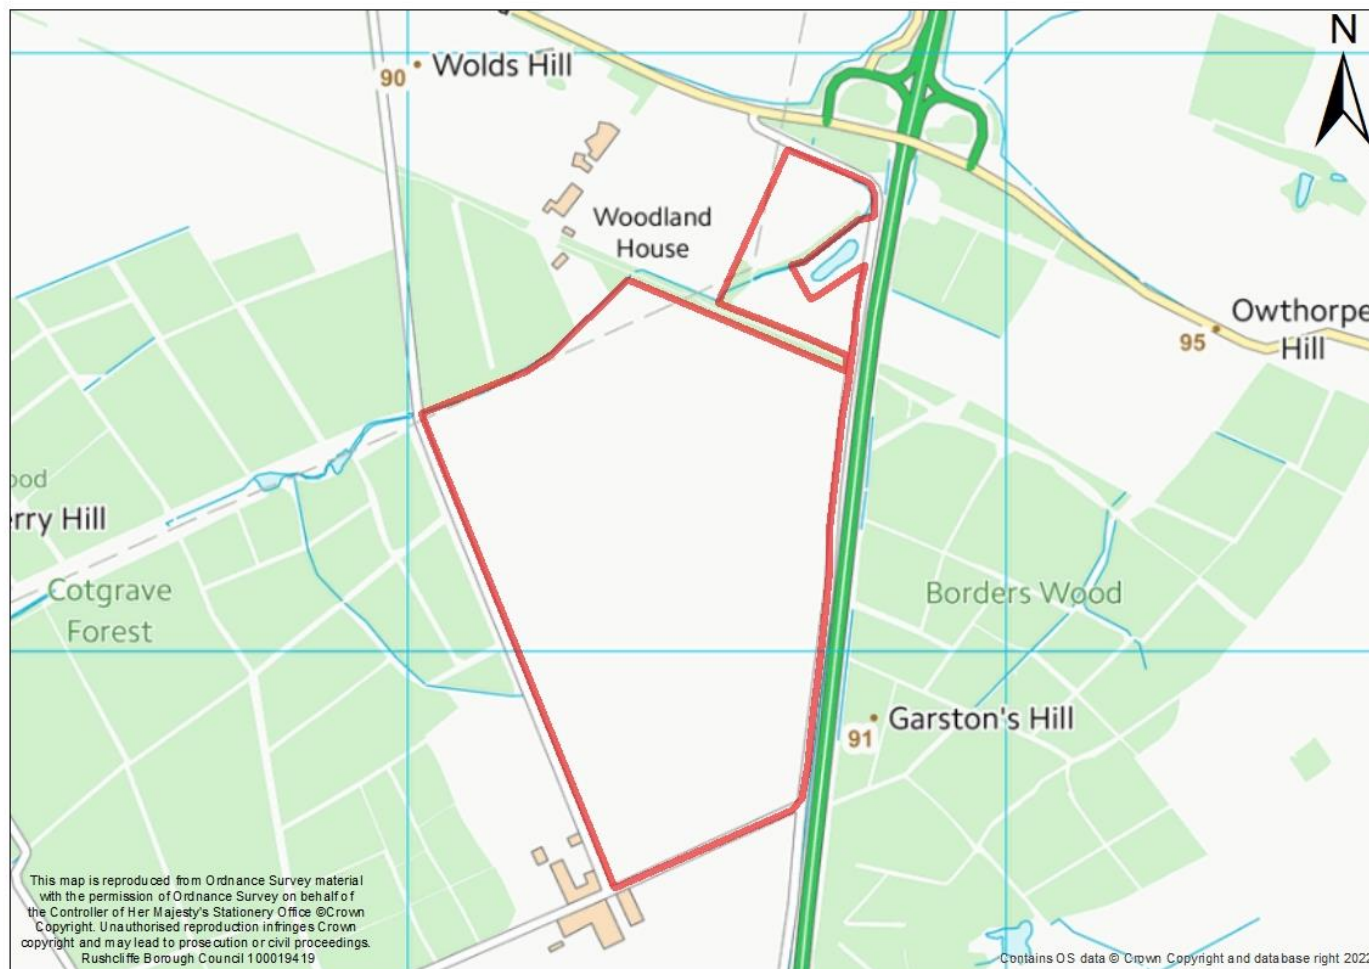 N
Wolds Hill
90
Woodland
House
Owthorpe
Hill
95
ood
rry Hill
Cotgrave
Forest
Borders Wood
Garston's Hill
91
This map is reproduced from Ordnance Survey material
with the permission of Ordnance Survey on behalf of
the Controller of Her Majesty's Stationery Office ©Crown
Copyright. Unauthorised reproduction infringes Crown
copyright and may lead to prosecution or civil proceedings.
Rushcliffe Borough Council 100019419
Contains OS data © Crown Copyright and database right 2022